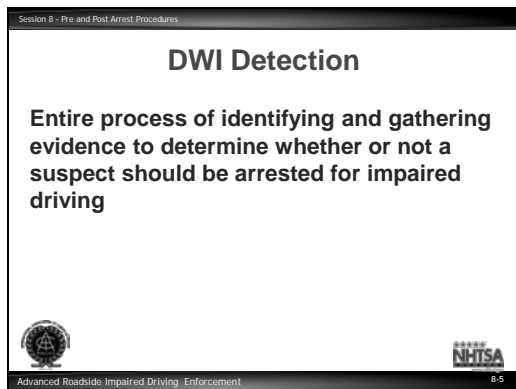 Session 8 - Pre and Post Arrest Procedures
DWI Detection
Entire process of identifying and gathering
evidence to determine whether or not a
suspect should be arrested for impaired
driving
NHTSA
Advanced Roadside Impaired Driving Enforcement
8-5